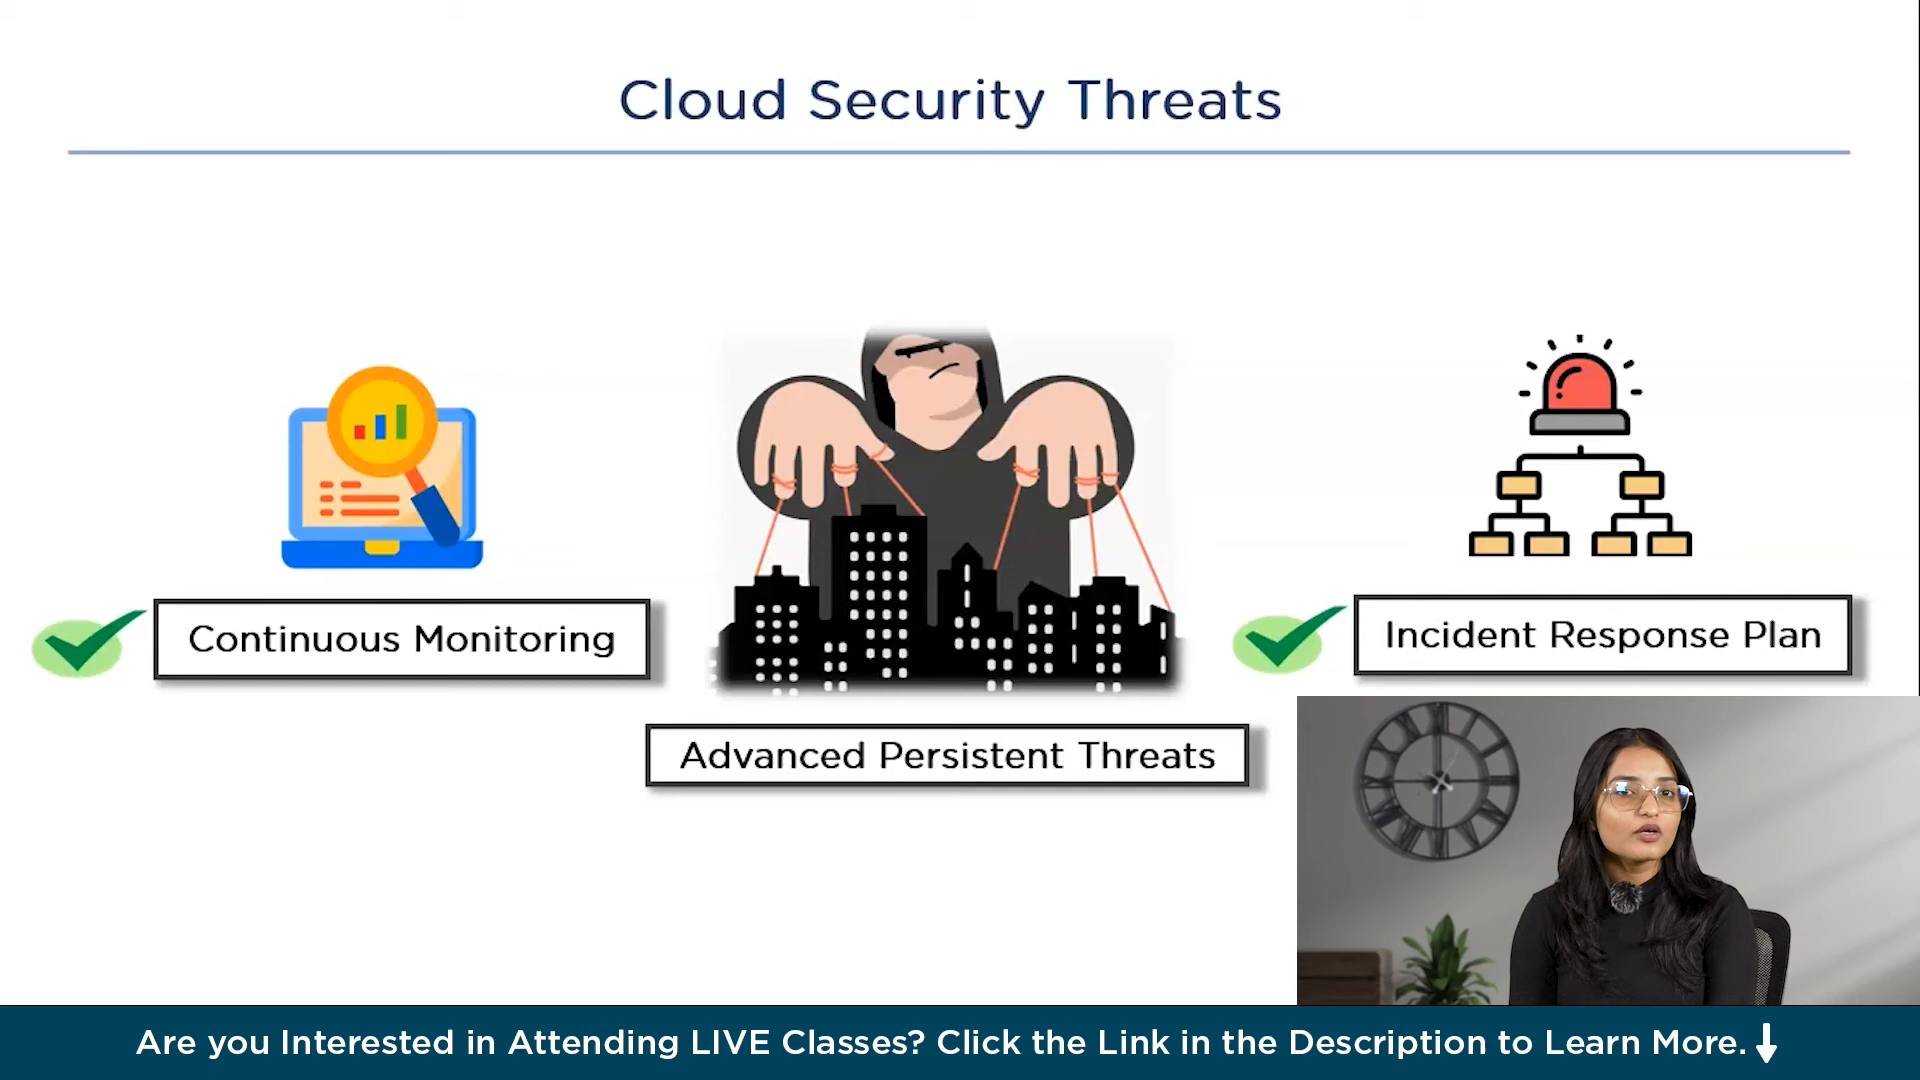 Cloud Security Threats
Continuous Monitoring
Incident Response Plan
Advanced Persistent Threats
Are you Interested in Attending LIVE Classes? Click the Link in the Description to Learn More.